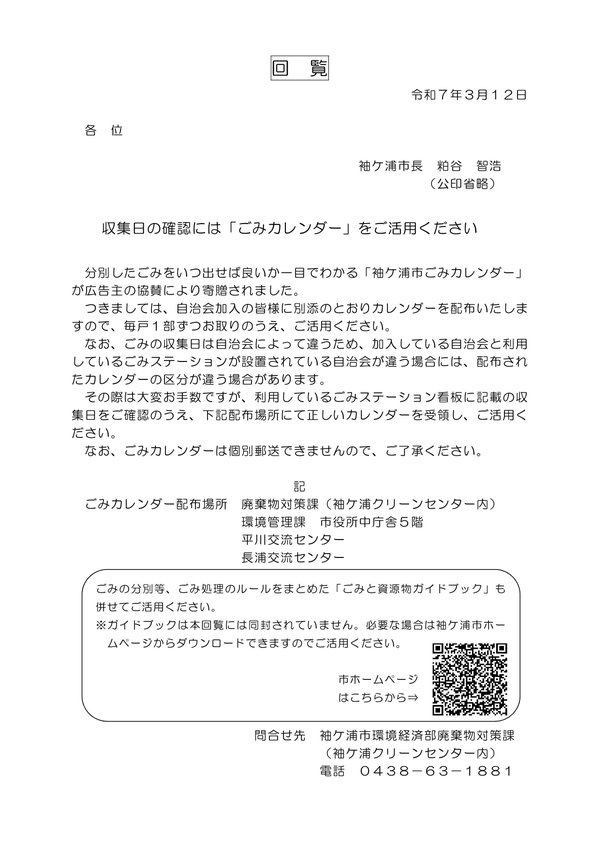 回　覧
令和７年３月１２日
各　位
袖ケ浦市長　粕谷　智浩
（公印省略）
収集日の確認には「ごみカレンダー」をご活用ください
分別したごみをいつ出せば良いか一目でわかる「袖ケ浦市ごみカレンダー」
が広告主の協賛により寄贈されました。
つきましては、自治会加入の皆様に別添のとおりカレンダーを配布いたしま
すので、毎戸１部ずつお取りのうえ、ご活用ください。
なお、ごみの収集日は自治会によって違うため、加入している自治会と利用
しているごみステーションが設置されている自治会が違う場合には、配布され
たカレンダーの区分が違う場合があります。
その際は大変お手数ですが、利用しているごみステーション看板に記載の収
集日をご確認のうえ、下記配布場所にて正しいカレンダーを受領し、ご活用く
ださい。
なお、ごみカレンダーは個別郵送できませんので、ご了承ください。
記
ごみカレンダー配布場所　廃棄物対策課（袖ケ浦クリーンセンター内）
環境管理課　市役所中庁舎５階
平川交流センター
長浦交流センター
ごみの分別等、ごみ処理のルールをまとめた「ごみと資源物ガイドブック」も
併せてご活用ください。
※ガイドブックは本回覧には同封されていません。必要な場合は袖ケ浦市ホー
ムページからダウンロードできますのでご活用ください。
市ホームページ
はこちらから⇒
問合せ先　袖ケ浦市環境経済部廃棄物対策課
（袖ケ浦クリーンセンター内）
電話　０４３８－６３－１８８１